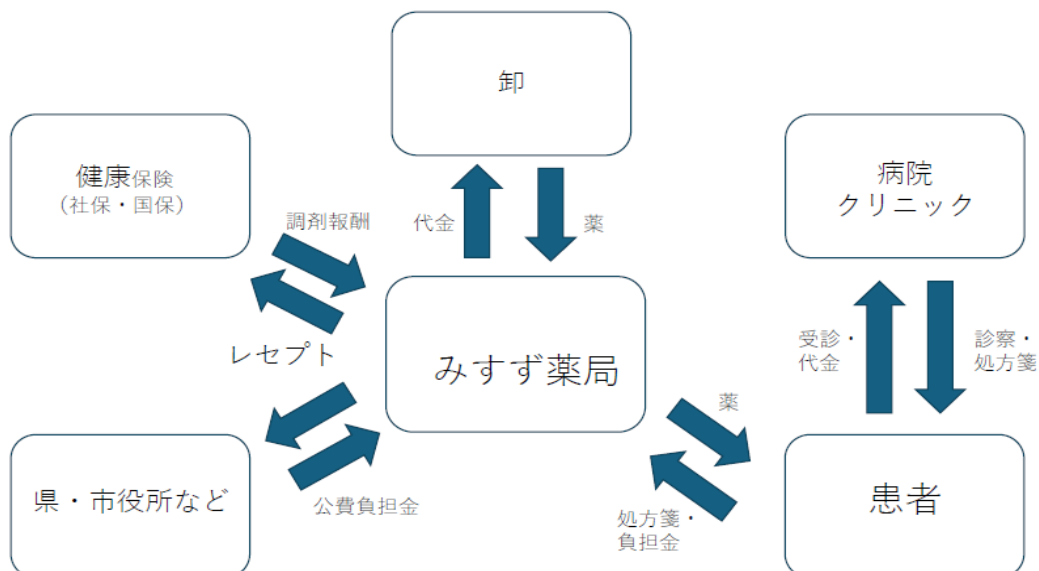 卸
健康保険
（社保・国保）
病院
クリニック
調剤報酬
代金
薬
レセプト
みすず薬局
受診・
代金
診察・
処方箋
薬
県・市役所など
公費負担金
処方箋・
負担金
患者